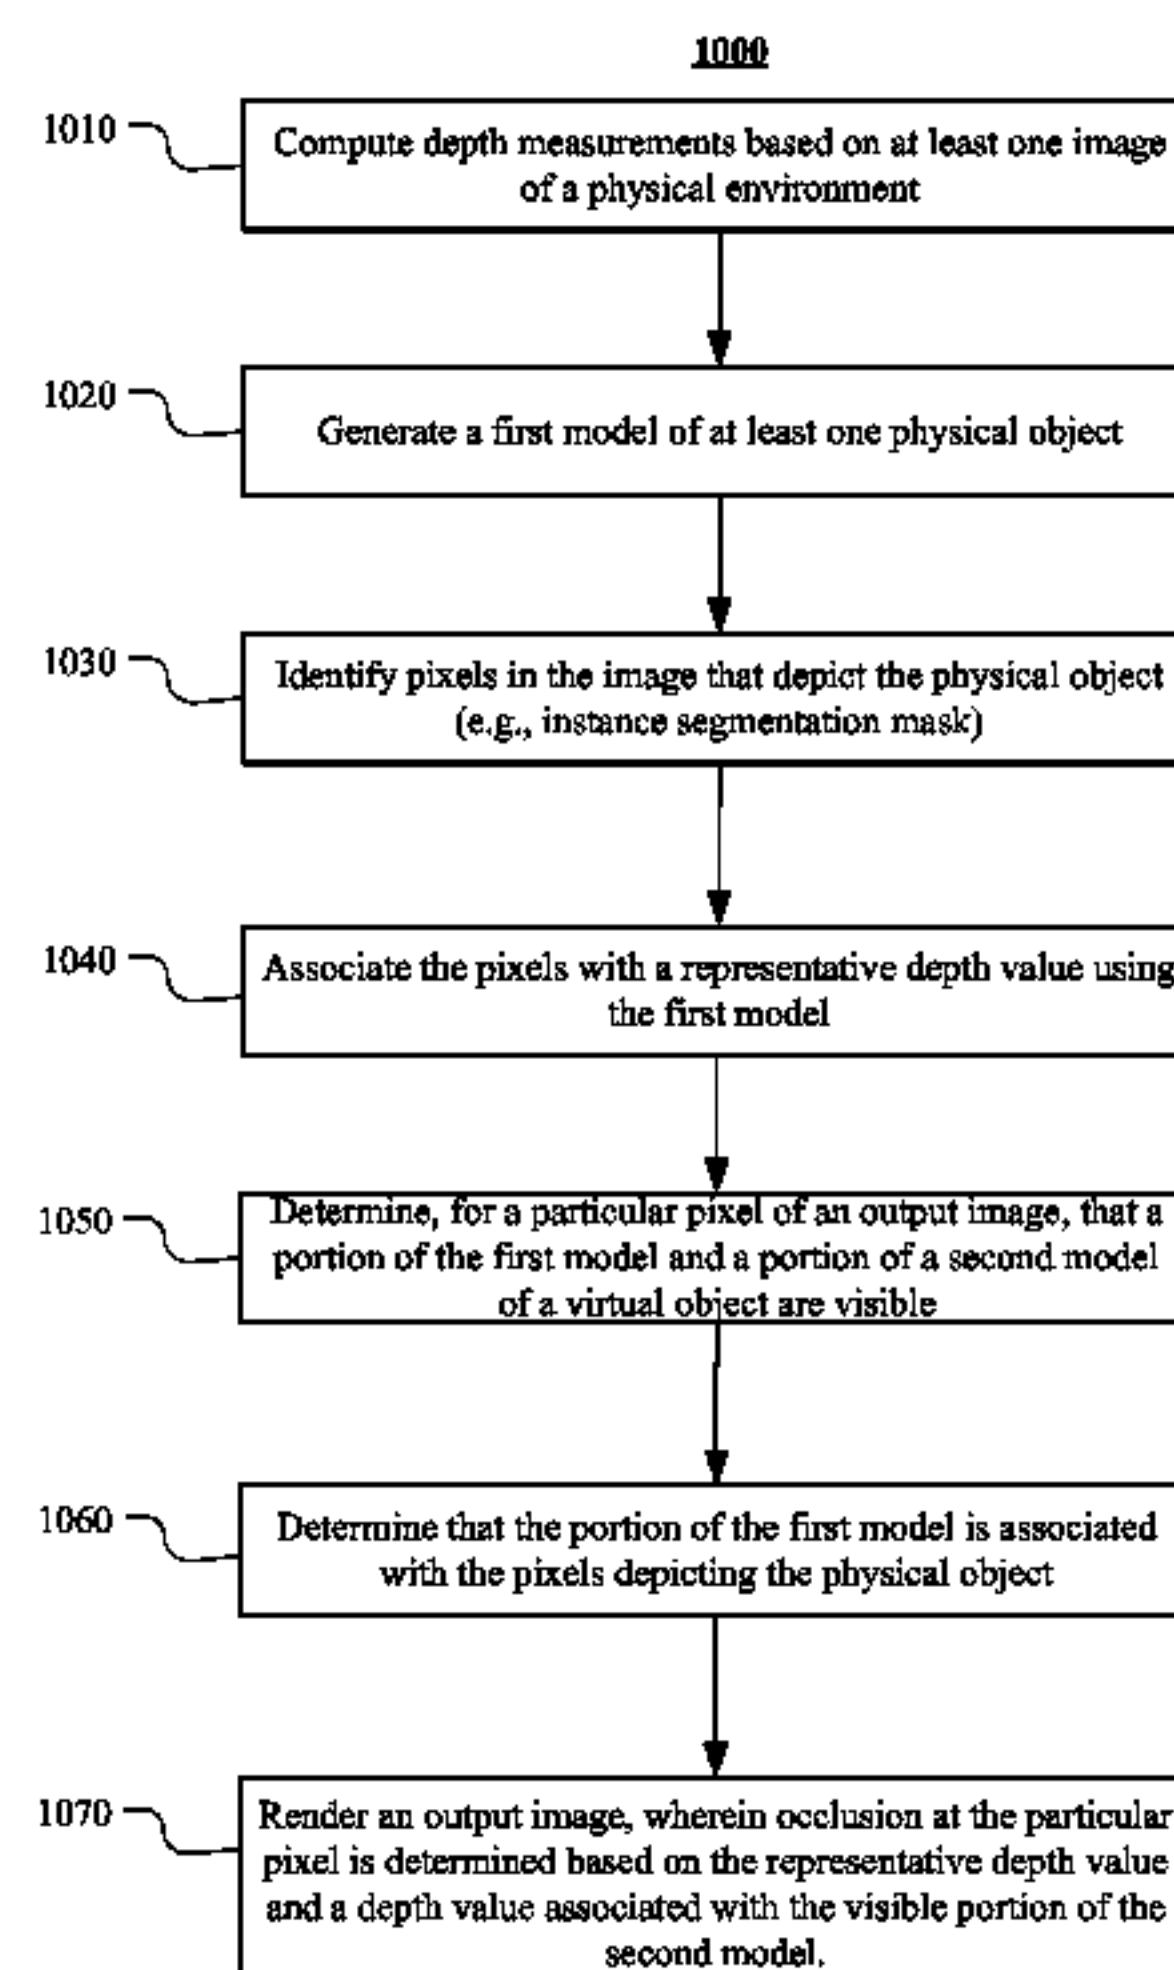 1000
1010
Compute depth measurements based on at least one image
of a physical environment
1020
Generate a first model of at least one physical object
1030
Identify pixels in the image that depict the physical object
(e.g., instance segmentation mask)
1040
Associate the pixels with a representative depth value using
the first model
1050
Determine, for a particular pixel of an output image, that a
portion of the first model and a portion of a second model
of a virtual object are visible
1060
Determine that the portion of the first model is associated
with the pixels depicting the physical object
1070
Render an output image, wherein occlusion at the particular
pixel is determined based on the representative depth value
and a depth value associated with the visible portion of the
second model.